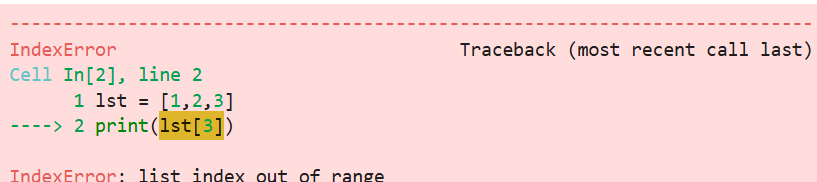 ---------------------------------------------------------------------------
IndexError                                Traceback (most recent call last)
Cell In[2], line 2
      1 lst = [1,2,3]
----> 2 print(lst[3])
IndexError: list index out of range